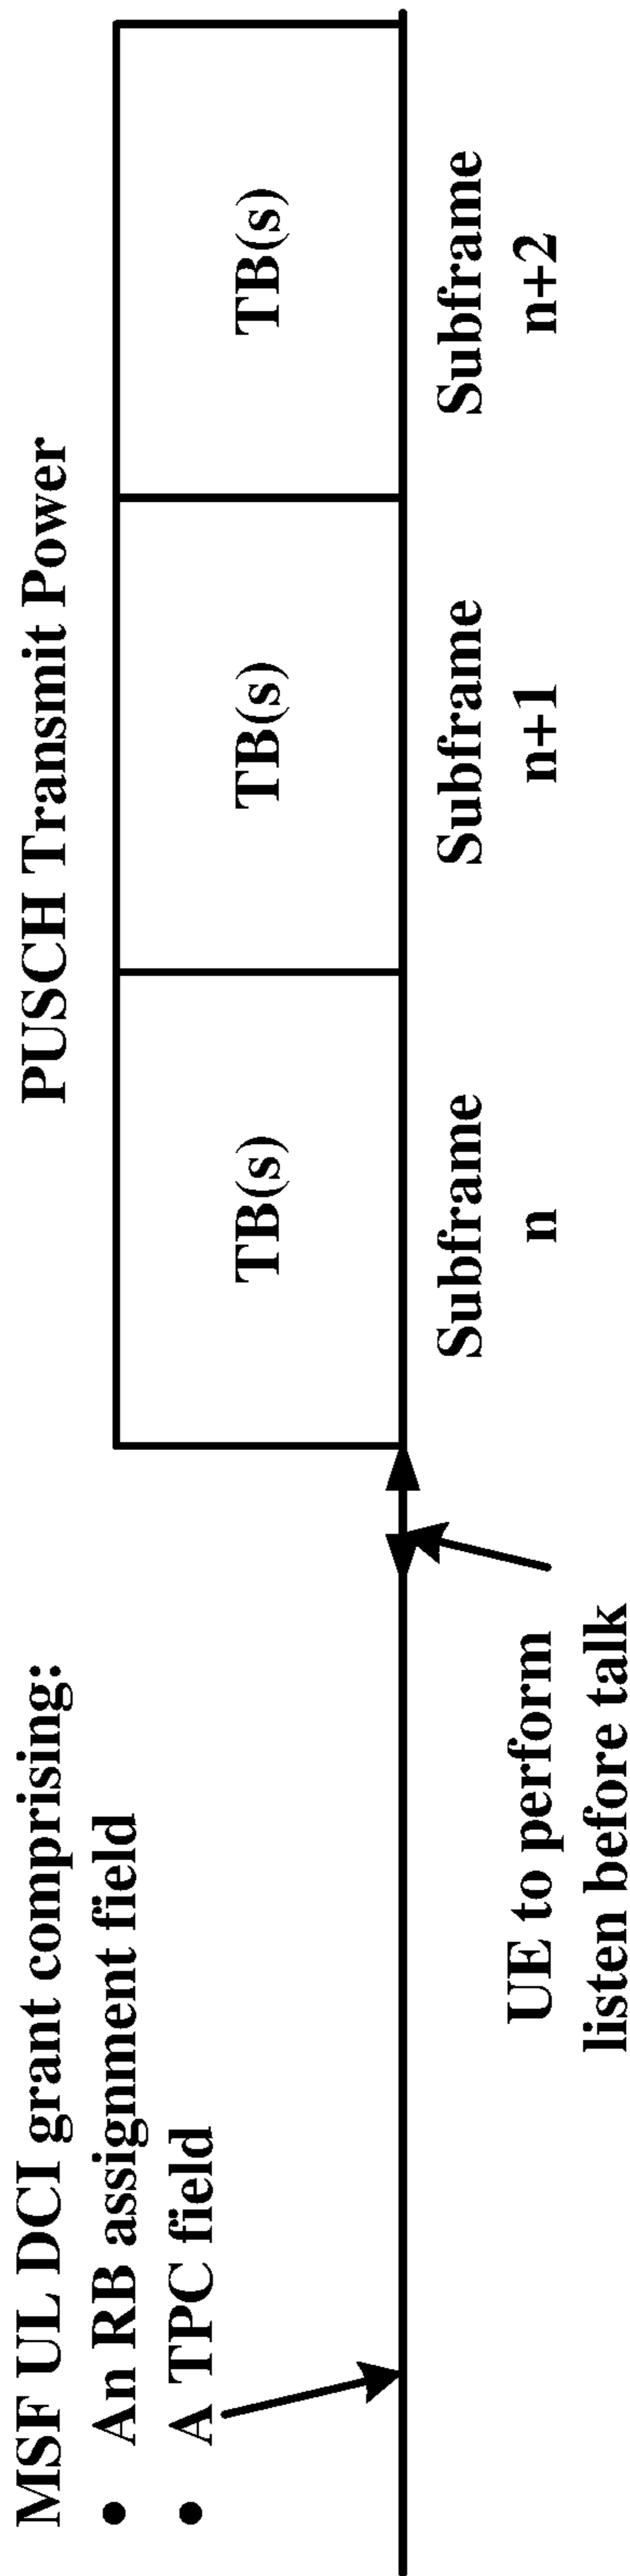 MSF UL DCI grant comprising:
• An RB assignment field
• A TPC field
UE to perform
listen before talk
PUSCH Transmit Power
TB(s)
TB(s)
TB(s)
Subframe
n
Subframe
n+1
Subframe
n+2